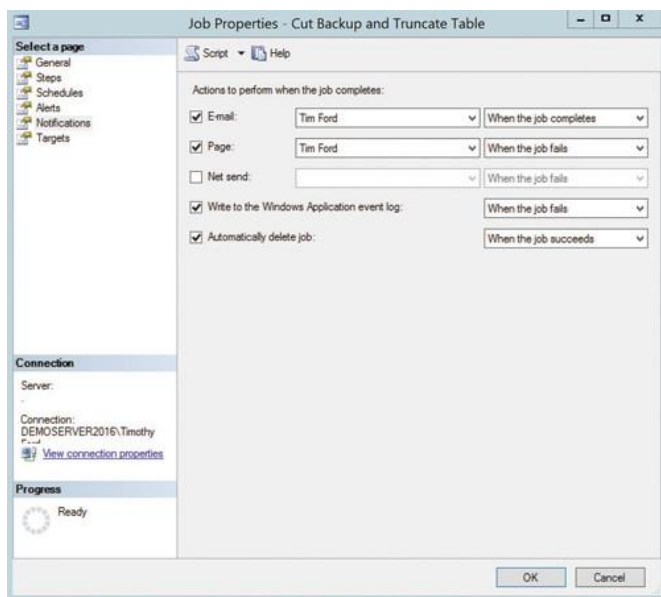 Job Properties - Cut Backup and Truncate Table
Select a page
General
Steps
Schedules
Alerts
Notifications
Targets
Script
Help
Actions to perform when the job completes:
E-mail: Tim Ford When the job completes
Page: Tim Ford When the job fails
Net send: When the job fails
Write to the Windows Application event log: When the job fails
Automatically delete job: When the job succeeds
Connection
Server:
.
Connection:
DEMOSERVER2016\Timothy
View connection properties
Progress
Ready
OK Cancel